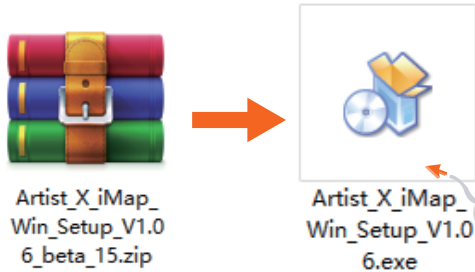 Artist_X_iMap_
Win_Setup_V1.0
6_beta_15.zip
Artist_X_iMap_
Win_Setup_V1.0
6.exe